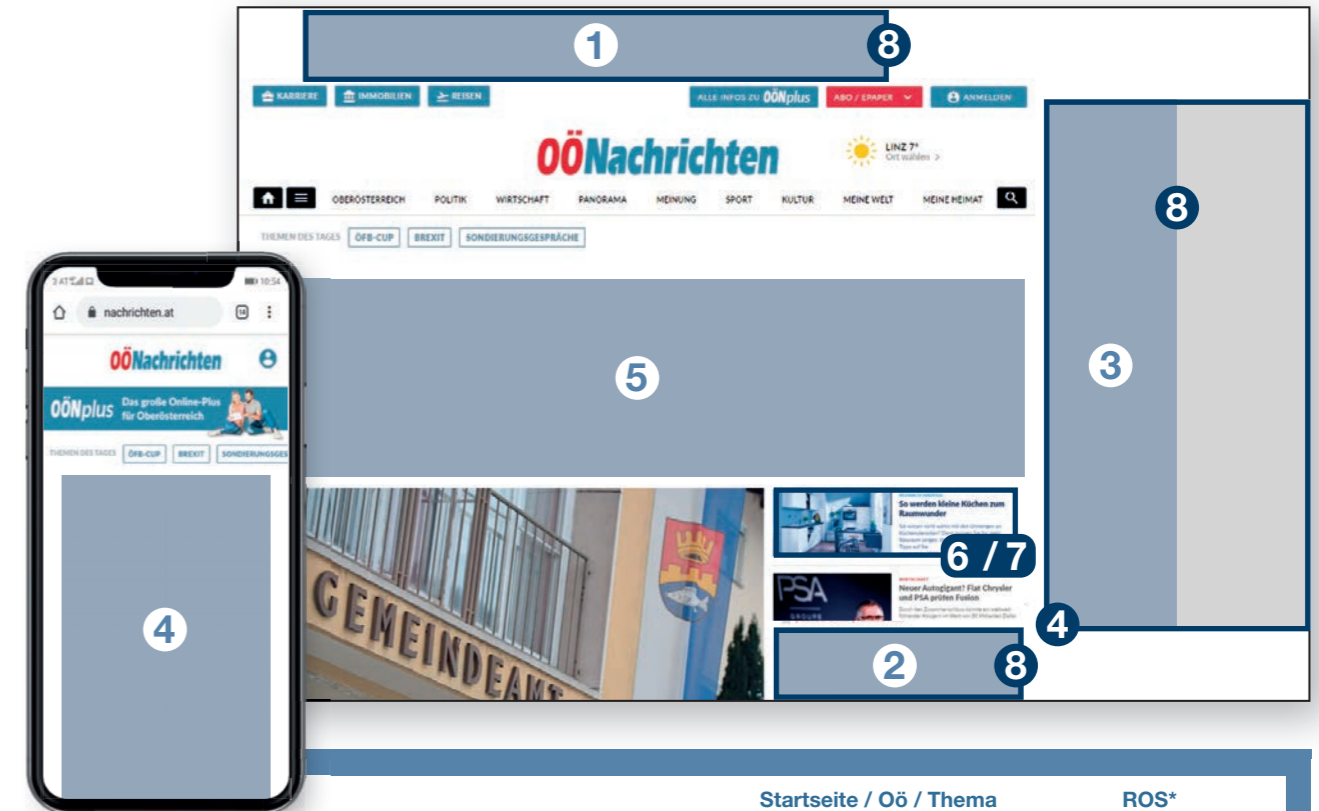 1
8
KARRIERE IMMOBILIEN REISEN ALLE INFOS ZU OÖNplus ABO / EPAPER ANMELDEN
OÖNachrichten
LINZ 7°
Ort wählen >
OBERÖSTERREICH POLITIK WIRTSCHAFT PANORAMA MEINUNG SPORT KULTUR MEINE WELT MEINE HEIMAT
THEMEN DES TAGES ÖFB-CUP BREXIT SONDIERUNGSGESPRÄCHE
8
3
5
10:54
nachrichten.at
OÖNachrichten
OÖNplus Das große Online-Plus
für Oberösterreich
THEMEN DES TAGES ÖFB-CUP BREXIT SONDIERUNGSGES
4
GEMEINDEAMT
So werden kleine Küchen zum
Raumwunder
6 / 7
PSA
GROUPE
WIRTSCHAFT
Neuer Autogigant? Fiat Chrysler
und PSA prüfen Fusion
4
2
8
Startseite / Oö / Thema ROS*